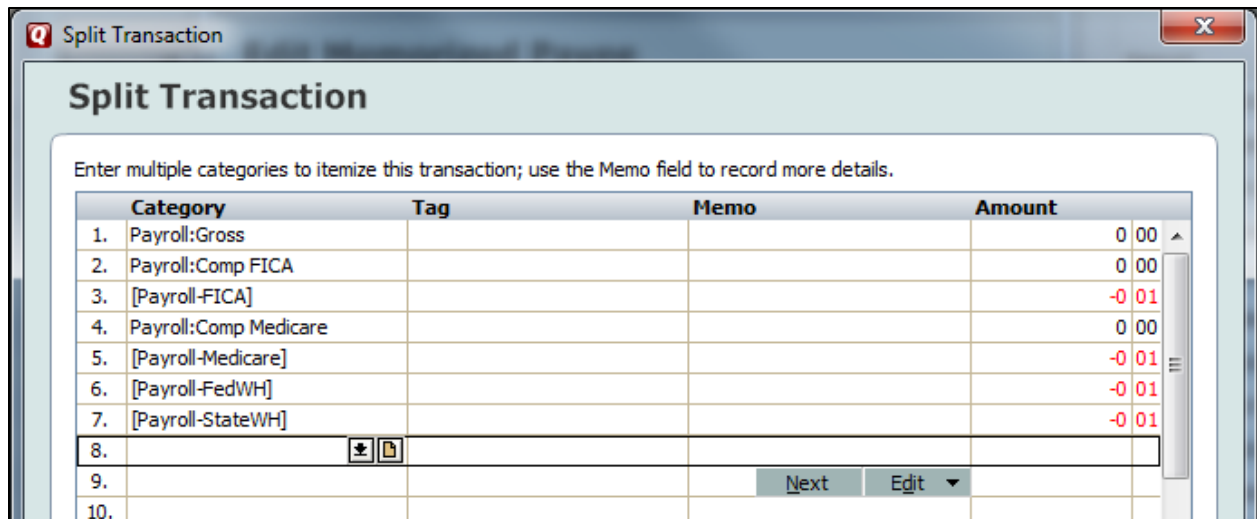 Split Transaction
Split Transaction
Enter multiple categories to itemize this transaction; use the Memo field to record more details.
Category Tag Memo Amount
1. Payroll:Gross 0 00
2. Payroll:Comp FICA 0 00
3. [Payroll-FICA] -0 01
4. Payroll:Comp Medicare 0 00
5. [Payroll-Medicare] -0 01
6. [Payroll-FedWH] -0 01
7. [Payroll-StateWH] -0 01
8.
9. Next Edit
10.